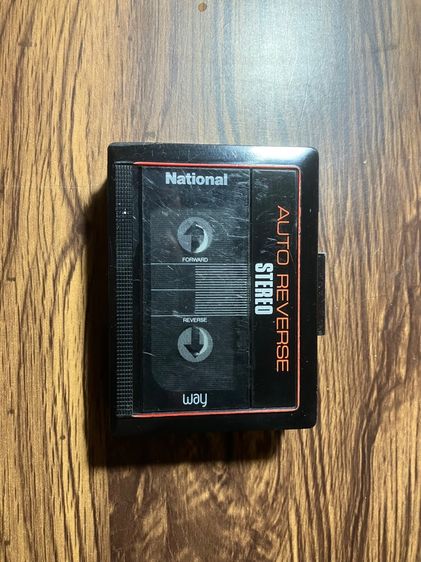 National
FORWARD
REVERSE
way
AUTO REVERSE
STEREO